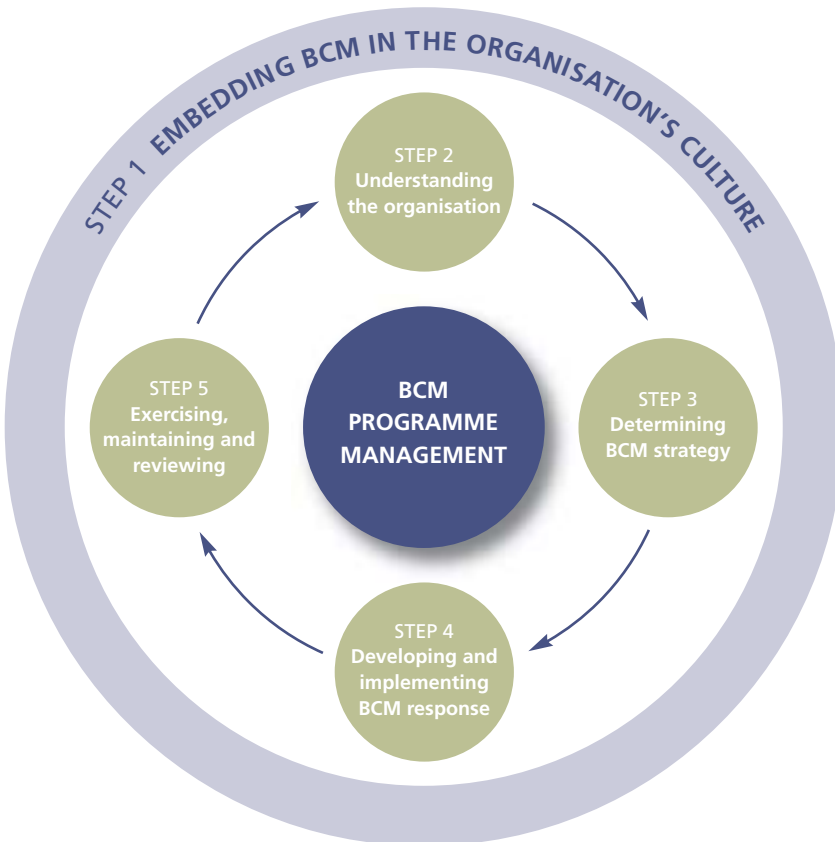 STEP 1 EMBEDDING BCM IN THE ORGANISATION'S CULTURE
STEP 2
Understanding
the organisation
STEP 3
Determining
BCM strategy
STEP 4
Developing and
implementing
BCM response
STEP 5
Exercising,
maintaining and
reviewing
BCM
PROGRAMME
MANAGEMENT